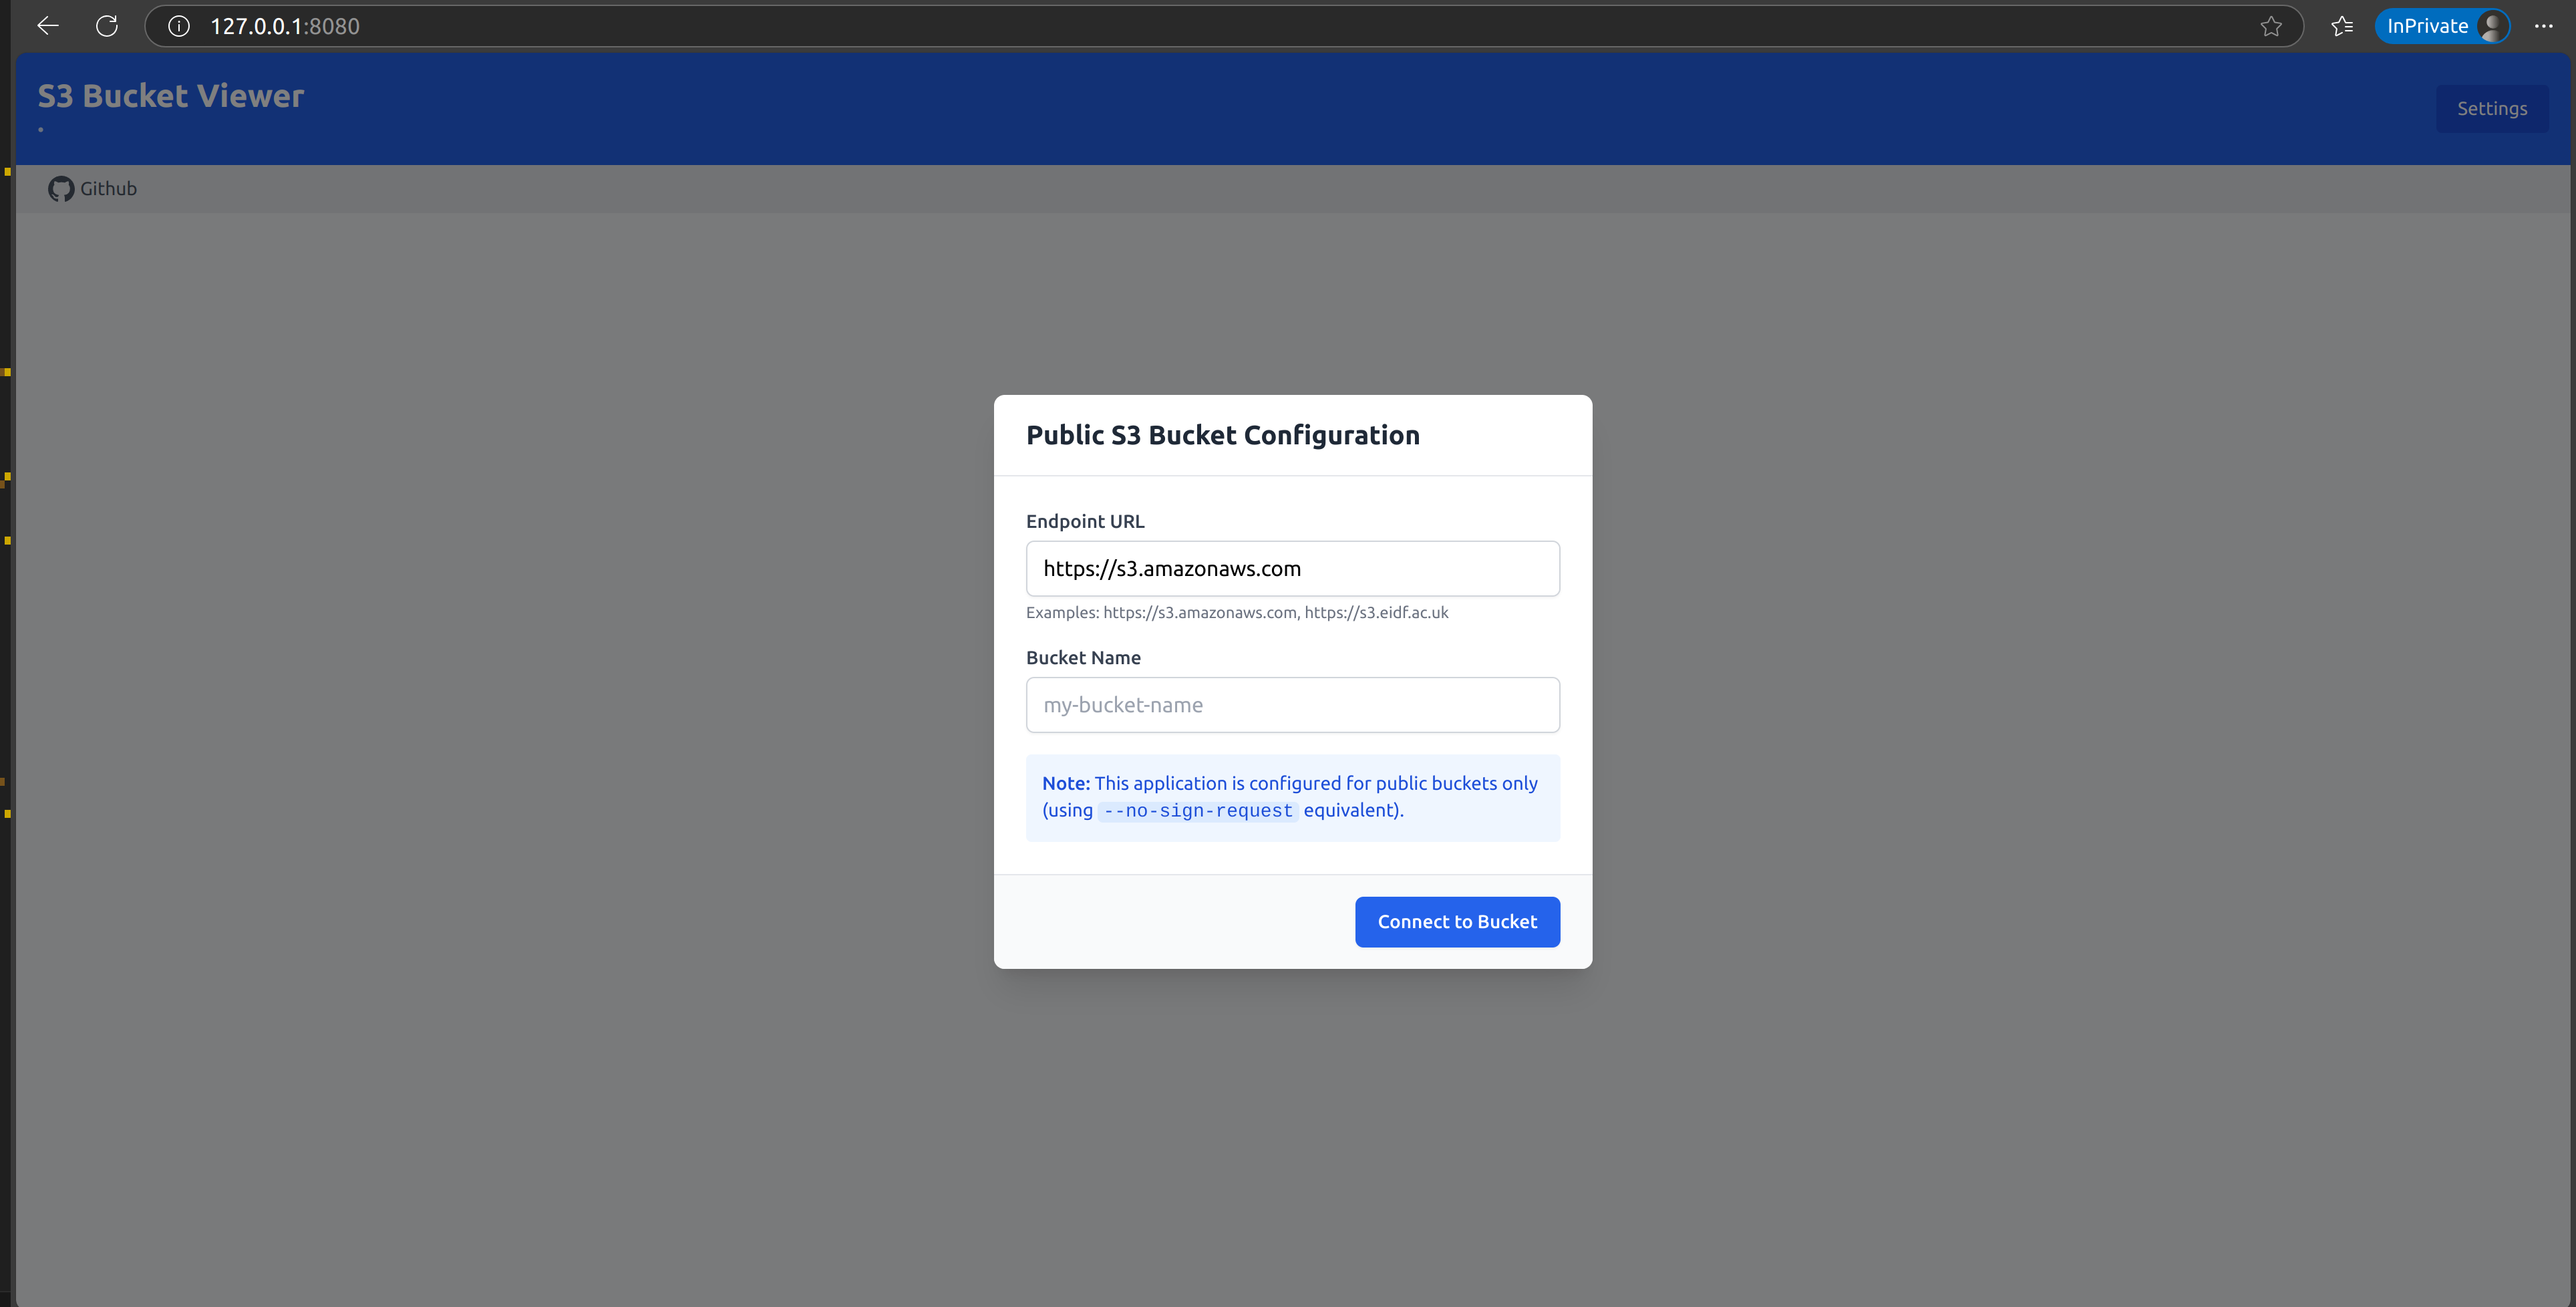 127.0.0.1:8080
InPrivate
S3 Bucket Viewer
•
Settings
Github
Public S3 Bucket Configuration
Endpoint URL
https://s3.amazonaws.com
Examples: https://s3.amazonaws.com, https://s3.eidf.ac.uk
Bucket Name
my-bucket-name
Note: This application is configured for public buckets only
(using --no-sign-request equivalent).
Connect to Bucket